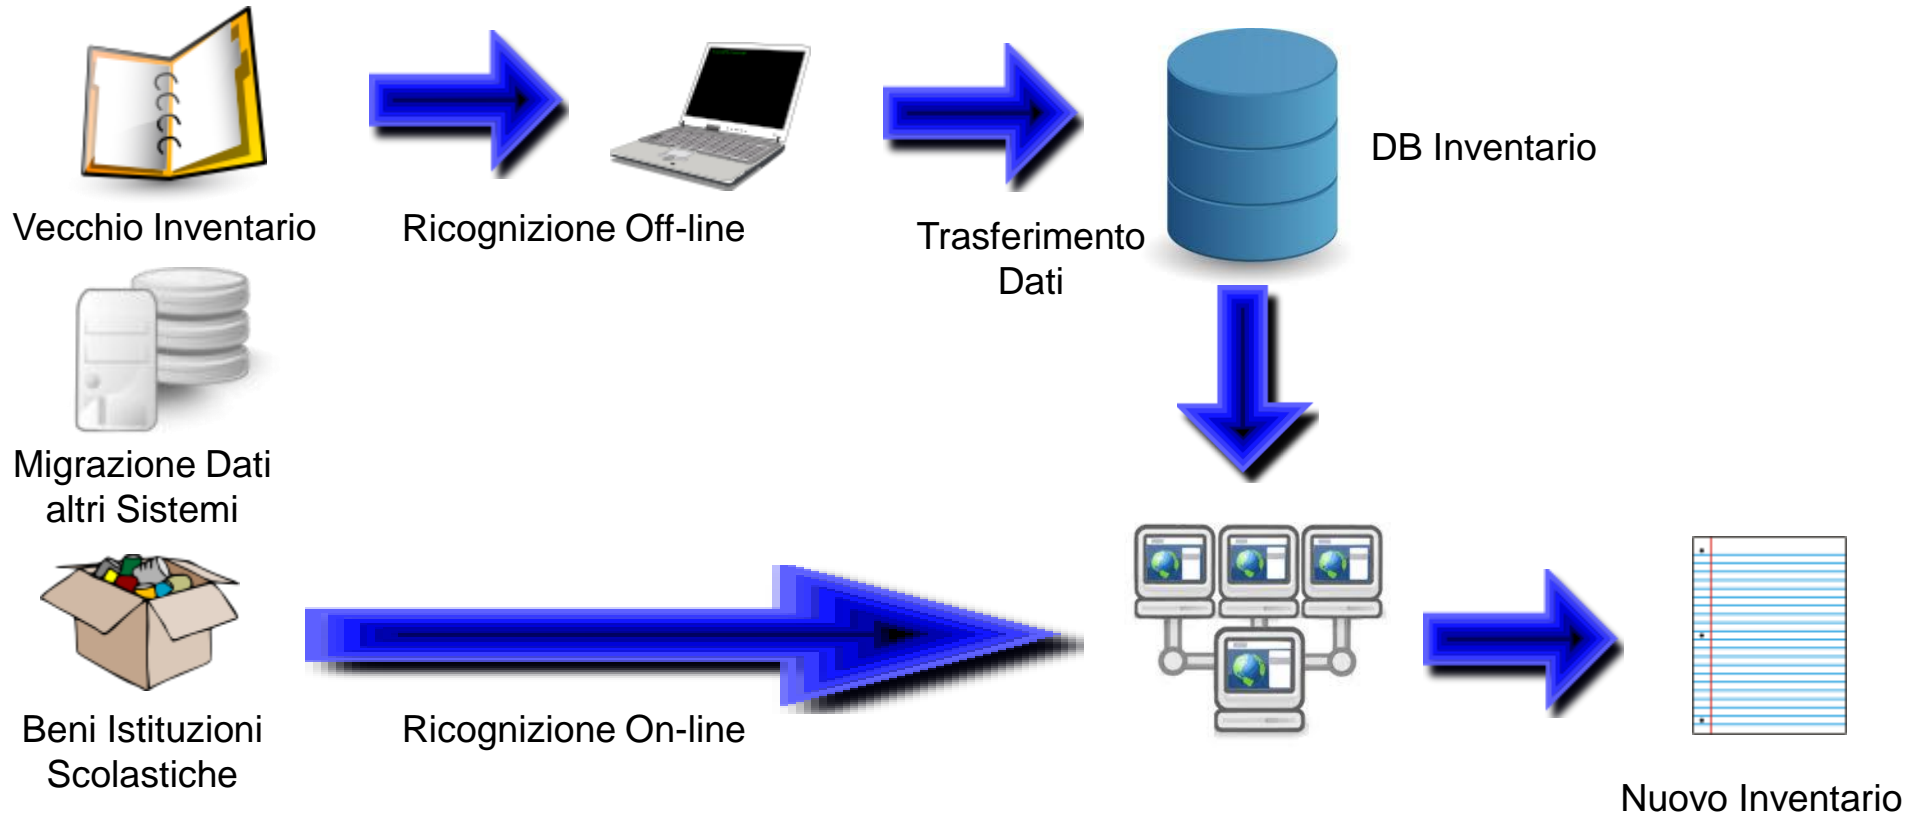 DB Inventario
Vecchio Inventario
Ricognizione Off-line
Trasferimento
Dati
Migrazione Dati
altri Sistemi
Beni Istituzioni
Scolastiche
Ricognizione On-line
Nuovo Inventario